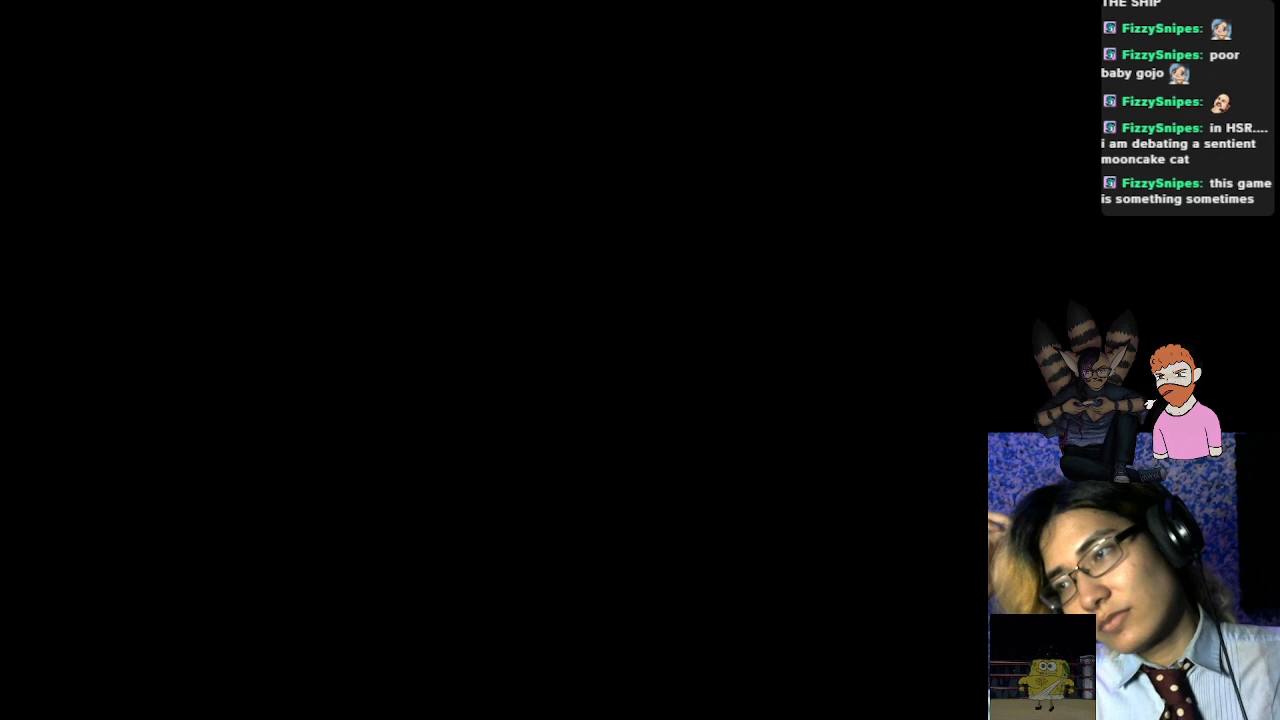 THE SHIP
FizzySnipes:
FizzySnipes: poor
baby gojo
FizzySnipes:
FizzySnipes: in HSR....
i am debating a sentient
mooncake cat
FizzySnipes: this game
is something sometimes